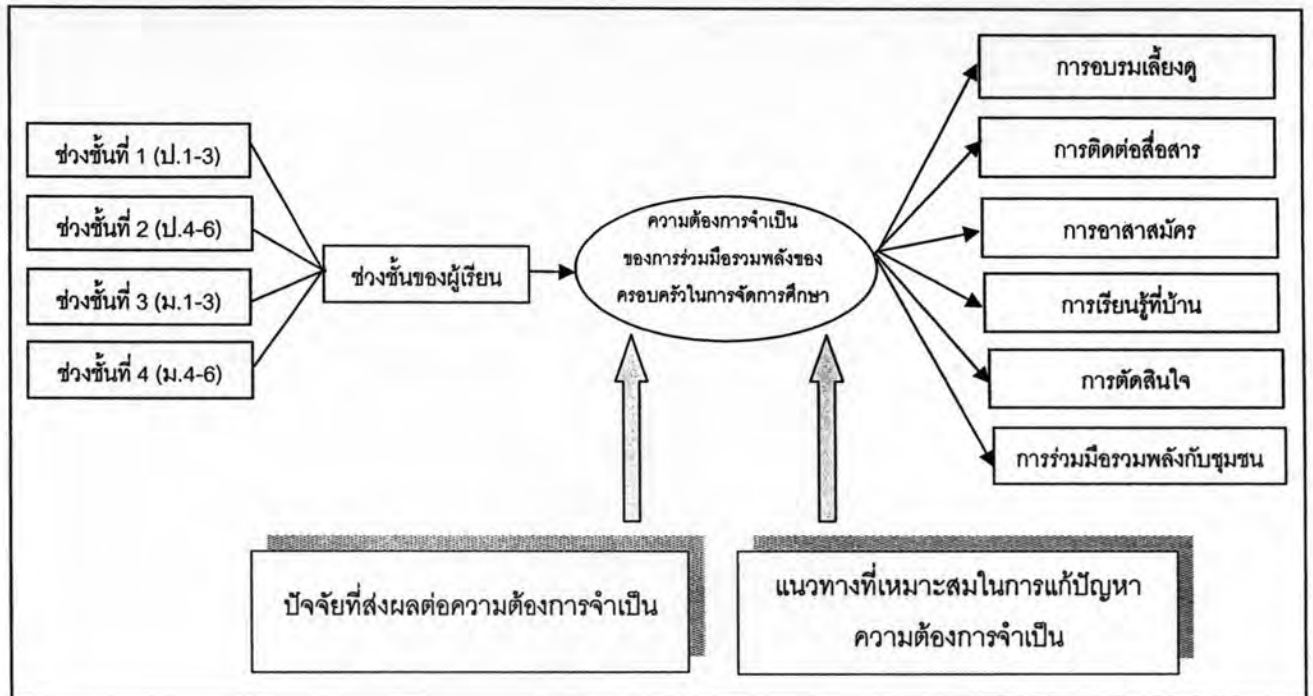 ช่วงชั้นที่ 1 (ป.1-3)
ช่วงชั้นที่ 2 (ป.4-6)
ช่วงชั้นที่ 3 (ม.1-3)
ช่วงชั้นที่ 4 (ม.4-6)
ช่วงชั้นของผู้เรียน
ความต้องการจำเป็น
ของการร่วมมือรวมพลังของ
ครอบครัวในการจัดการศึกษา
การอบรมเลี้ยงดู
การติดต่อสื่อสาร
การอาสาสมัคร
การเรียนรู้ที่บ้าน
การตัดสินใจ
การร่วมมือรวมพลังกับชุมชน
ปัจจัยที่ส่งผลต่อความต้องการจำเป็น
แนวทางที่เหมาะสมในการแก้ปัญหา
ความต้องการจำเป็น